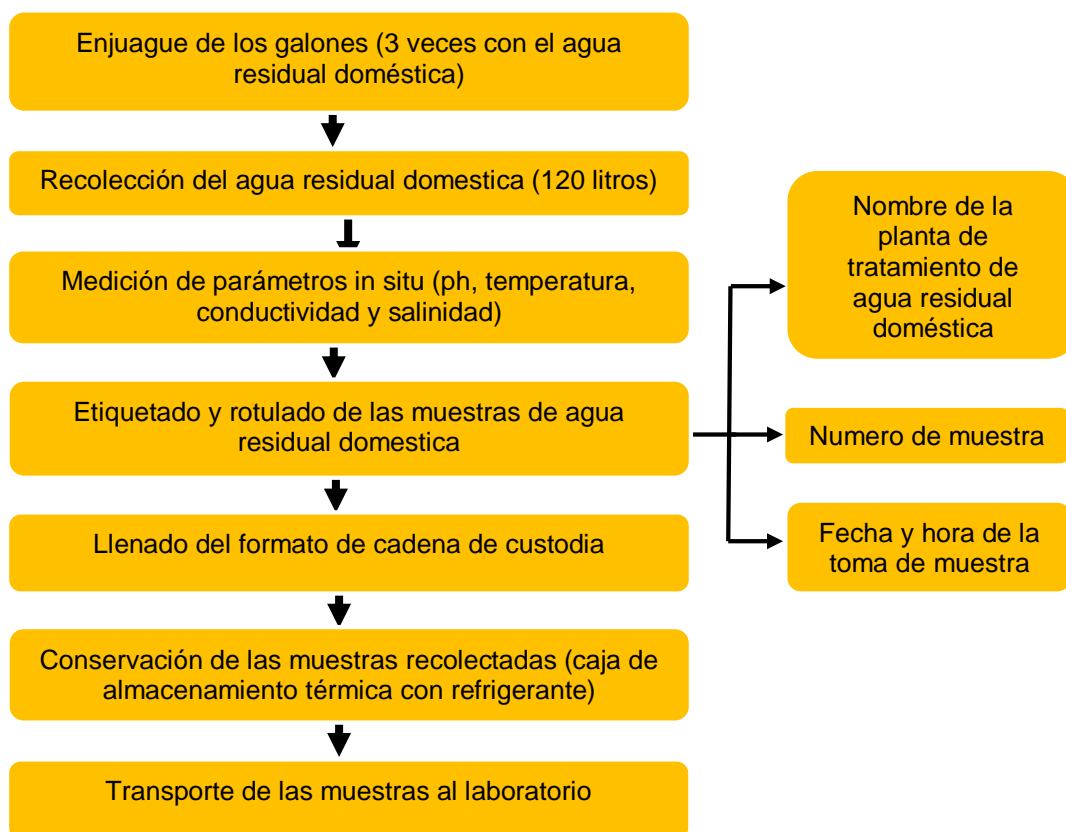 Enjuague de los galones (3 veces con el agua
residual doméstica)
Recolección del agua residual domestica (120 litros)
Medición de parámetros in situ (ph, temperatura,
conductividad y salinidad)
Etiquetado y rotulado de las muestras de agua
residual domestica
Nombre de la
planta de
tratamiento de
agua residual
doméstica
Numero de muestra
Fecha y hora de la
toma de muestra
Llenado del formato de cadena de custodia
Conservación de las muestras recolectadas (caja de
almacenamiento térmica con refrigerante)
Transporte de las muestras al laboratorio